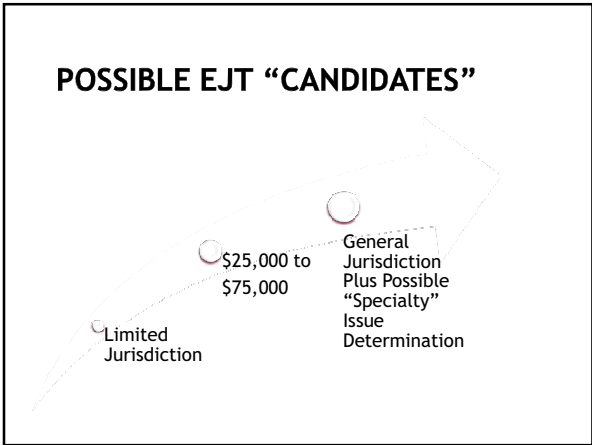 POSSIBLE EJT “CANDIDATES”
Limited
Jurisdiction
$25,000 to
$75,000
General
Jurisdiction
Plus Possible
“Specialty”
Issue
Determination